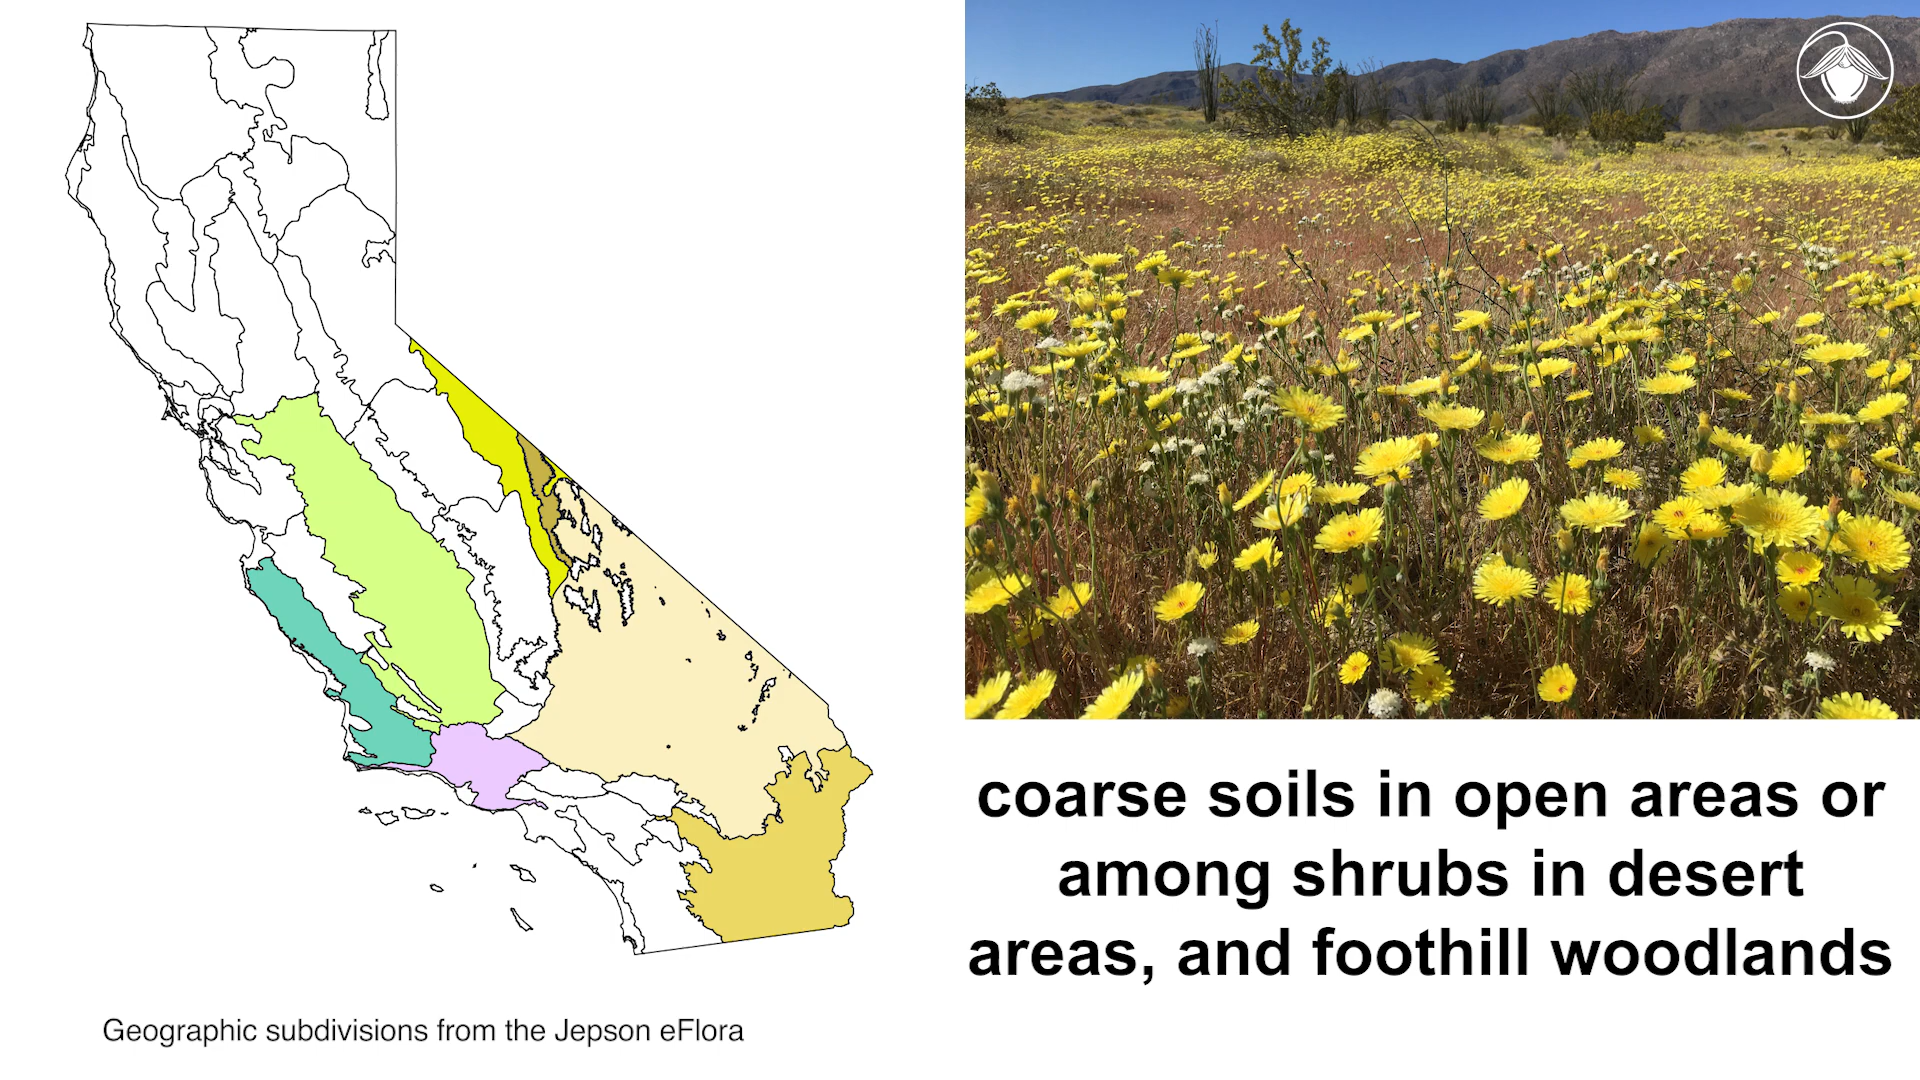 coarse soils in open areas or
among shrubs in desert
areas, and foothill woodlands
Geographic subdivisions from the Jepson eFlora